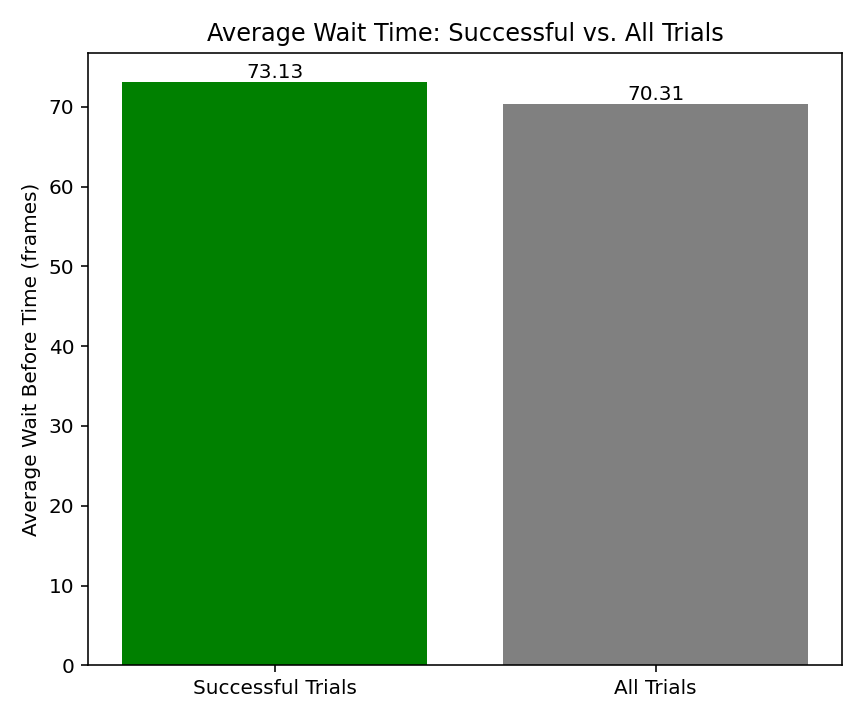 Average Wait Time: Successful vs. All Trials
73.13
70.31
Average Wait Before Time (frames)
70
60
50
40
30
20
10
0
Successful Trials
All Trials